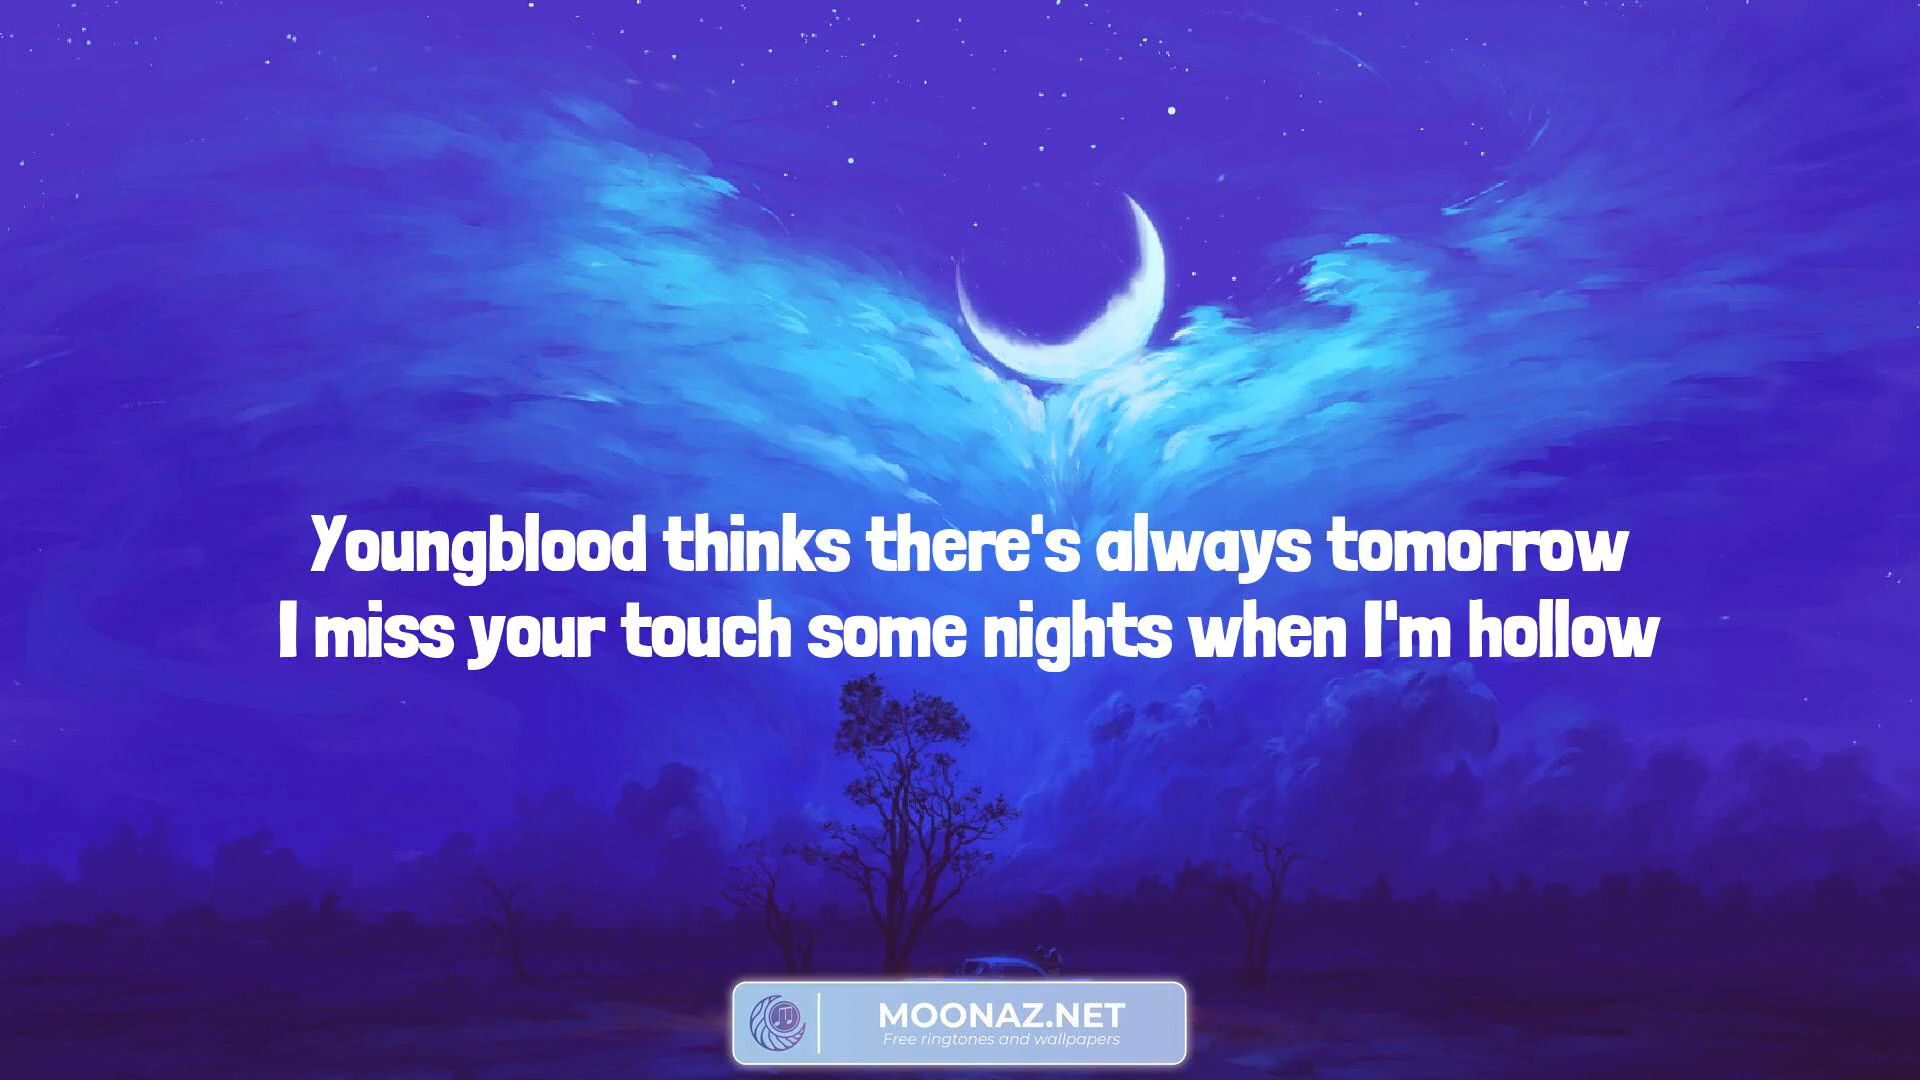 Youngblood thinks there's always tomorrow
I miss your touch some nights when I'm hollow
MOONAZ.NET
Free ringtones and wallpapers